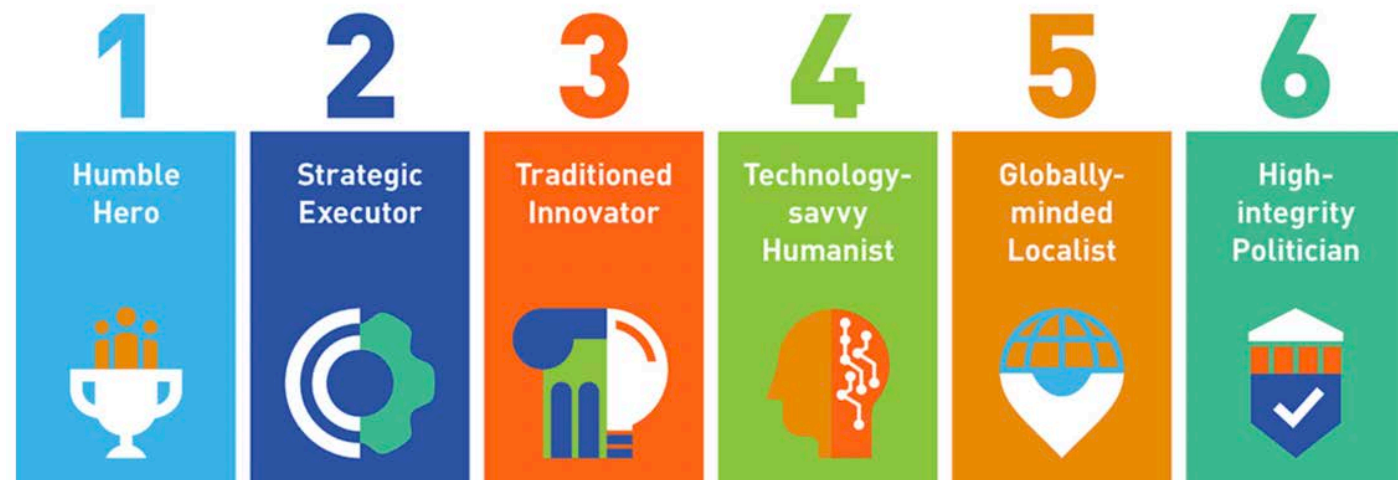 1
Humble
Hero
2
Strategic
Executor
3
Traditioned
Innovator
4
Technology-
savvy
Humanist
5
Globally-
minded
Localist
6
High-
integrity
Politician